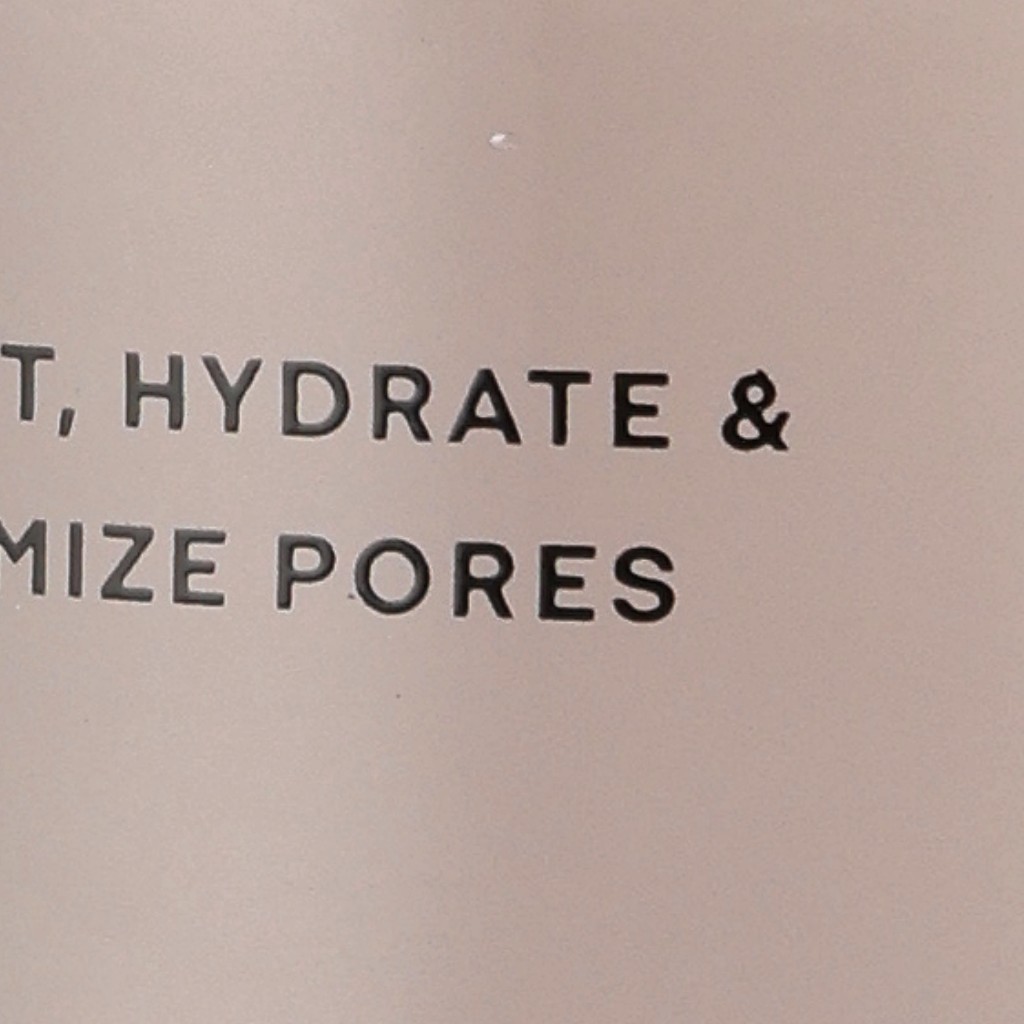 T, HYDRATE &
MIZE PORES